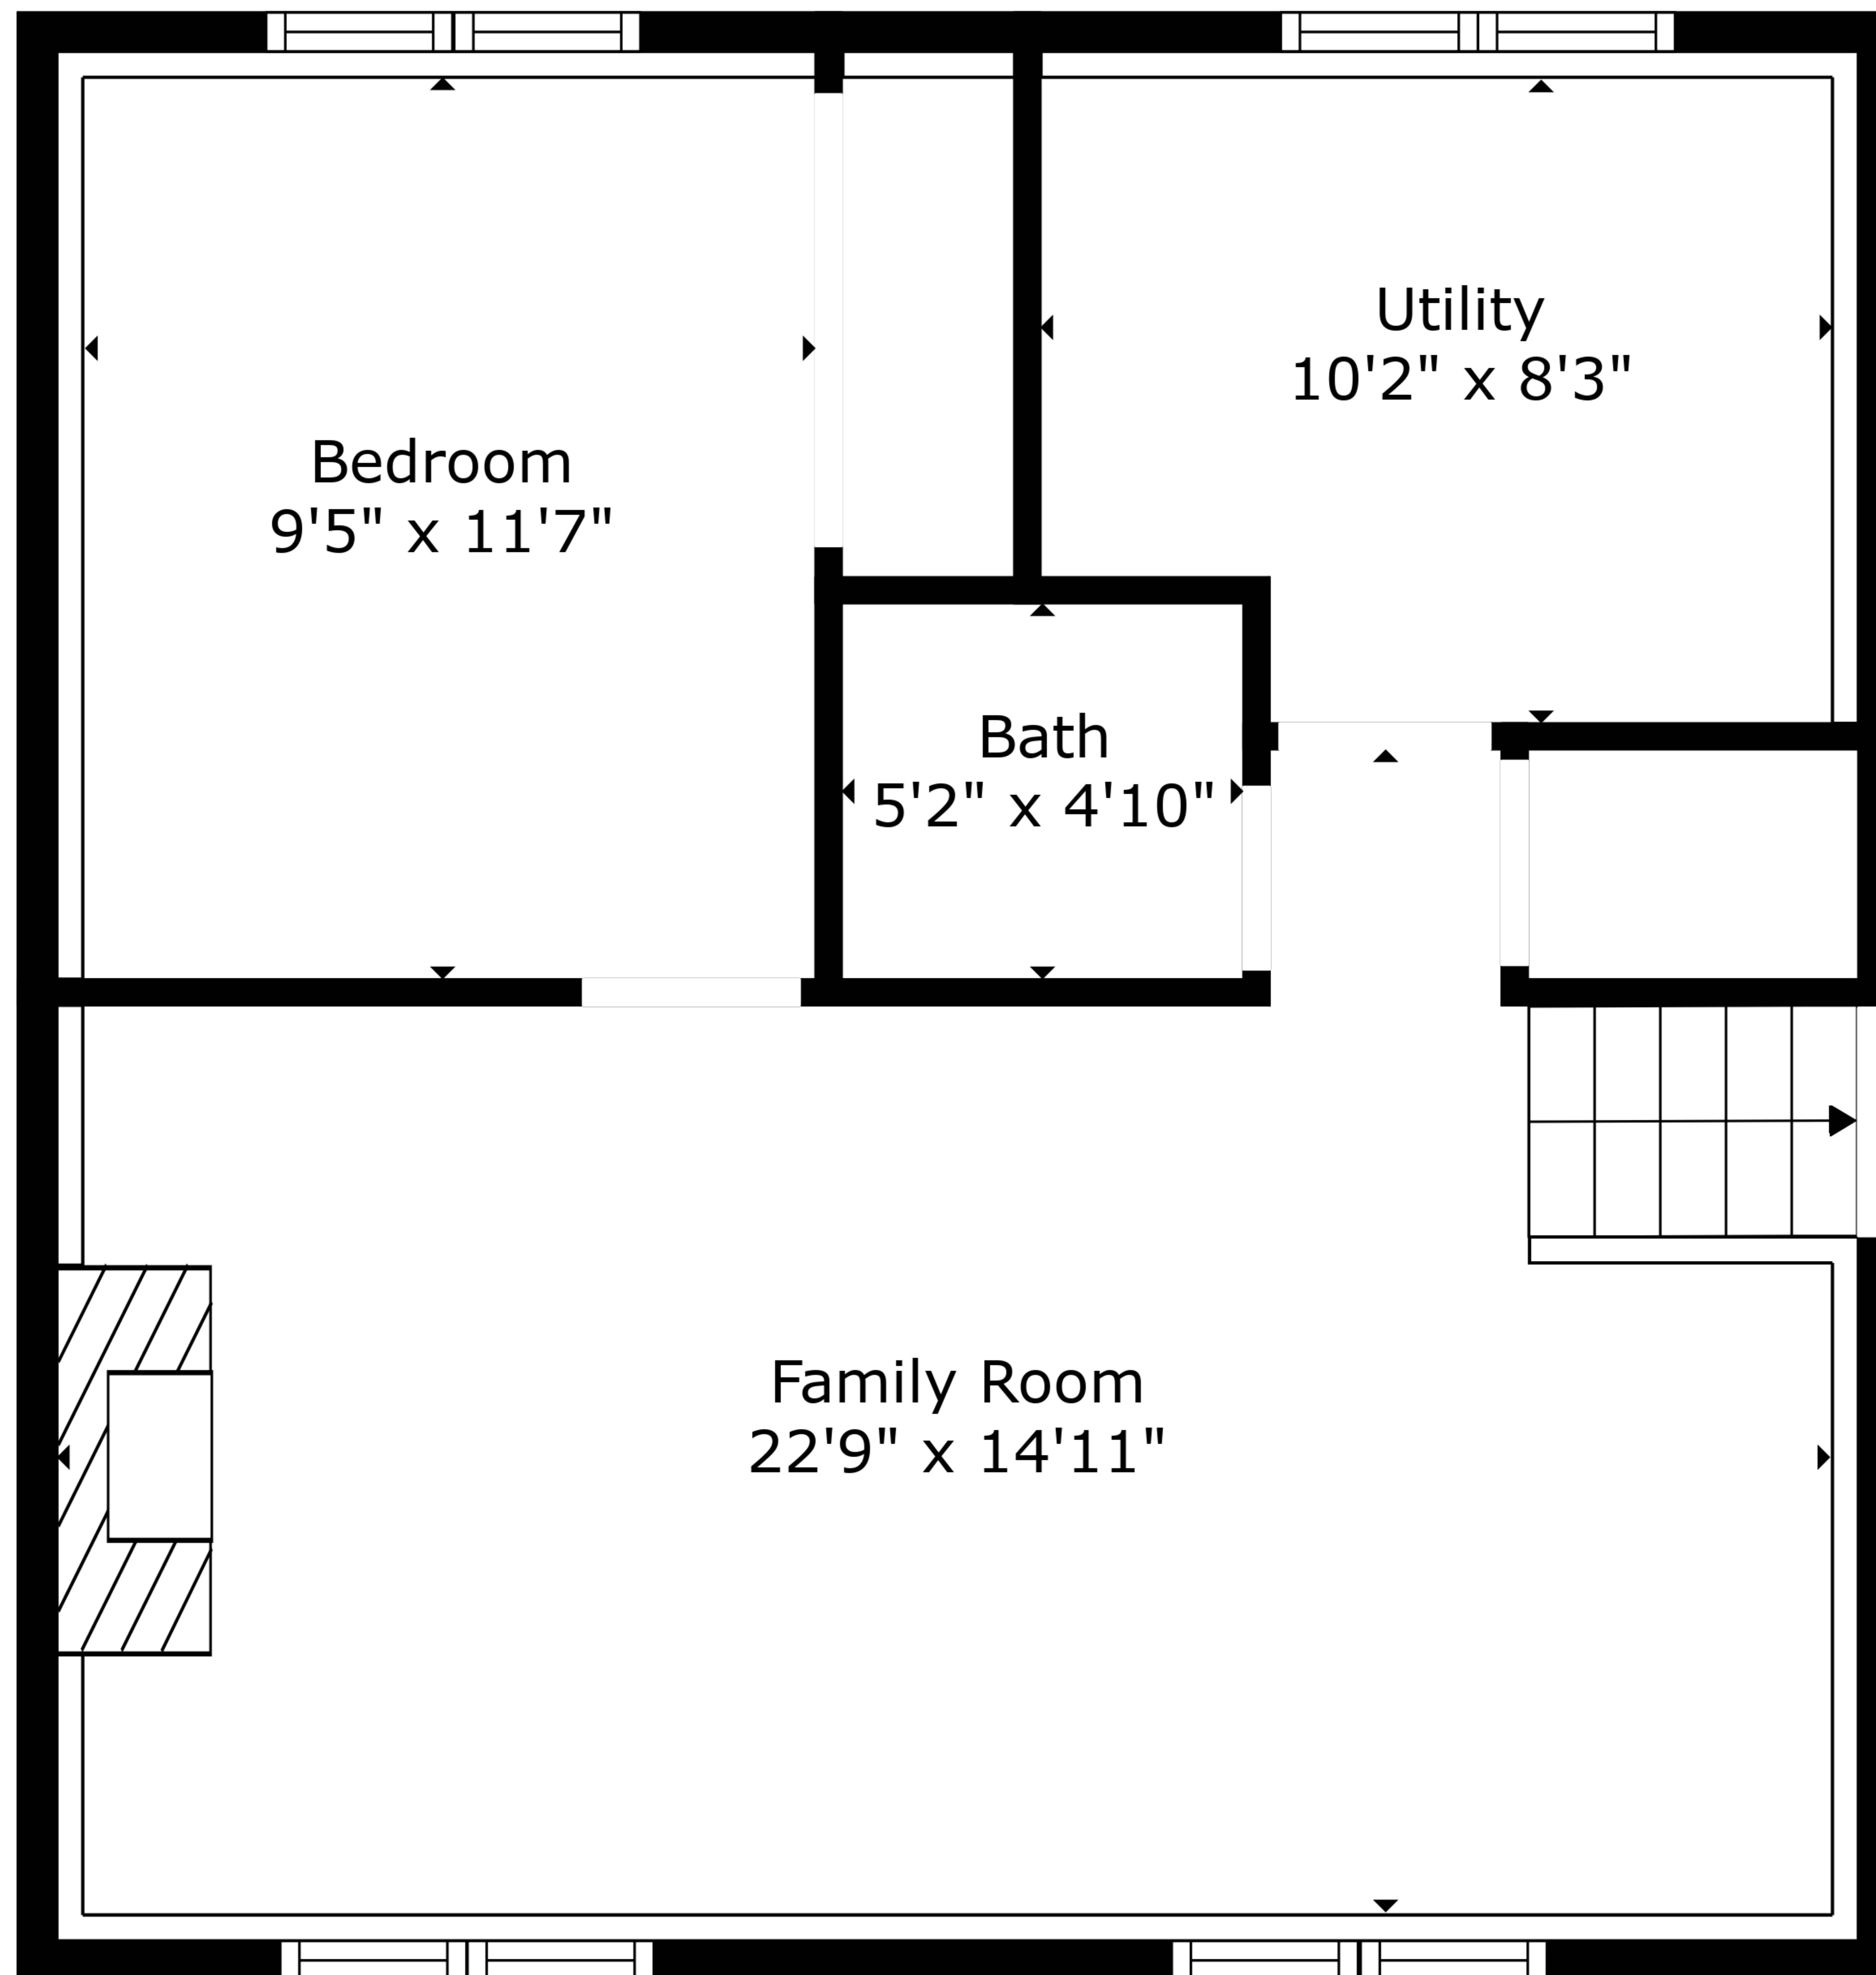 Utility
10'2" x 8'3"
Bedroom
9'5" x 11'7"
Bath
5'2" x 4'10"
Family Room
22'9" x 14'11"